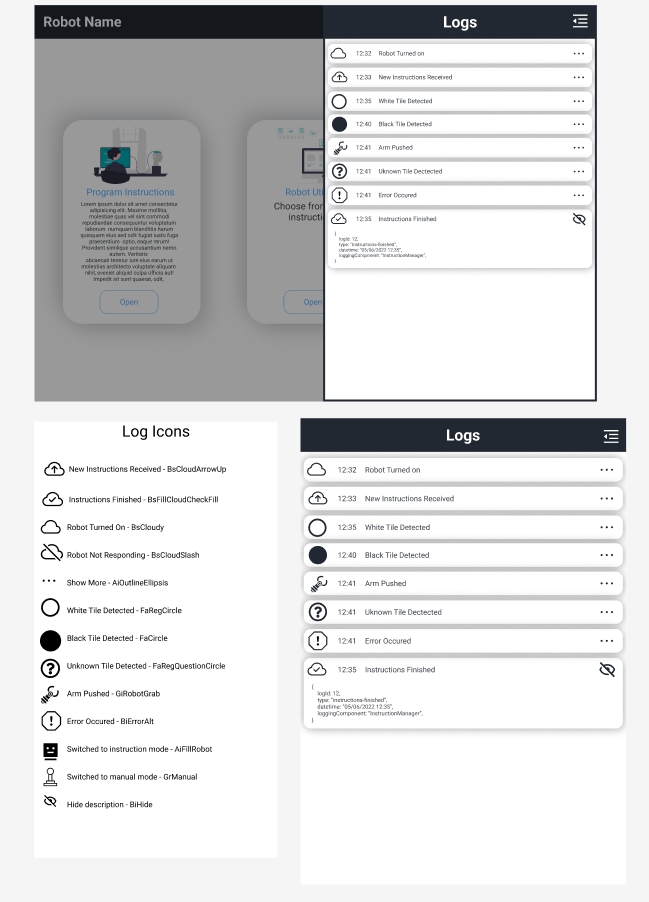 Robot Name
Logs
12:32 Robot Turned on
12:33 New Instructions Received
12:35 White Tile Detected
12:40 Black Tile Detected
12:41 Arm Pushed
12:41 Uknown Tile Dectected
12:41 Error Occured
12:35 Instructions Finished
{
logId: 12,
type: "instructions-finished",
datetime: "05/06/2022 12:35",
loggingComponent: "InstructionManager",
}
Program Instructions
Lorem ipsum dolor sit amet consectetur
adipisicing elit. Maxime mollitia,
molestiae quas vel sint commodi
repudiandae consequuntur voluptatum
laborum numquam blanditiis harum
quisquam eius sed odit fugiat iusto fuga
praesentium optio, eaque rerum!
Provident similique accusantium nemo
autem. Veritatis
obcaecati tenetur iure eius earum ut
molestias architecto voluptate aliquam
nihil, eveniet aliquid culpa officia aut!
Impedit sit sunt quaerat, odit,
Open
Robot Uti
Choose from
instructi
Open
Log Icons
New Instructions Received - BsCloudArrowUp
Instructions Finished - BsFillCloudCheckFill
Robot Turned On - BsCloudy
Robot Not Responding - BsCloudSlash
Show More - AiOutlineEllipsis
White Tile Detected - FaRegCircle
Black Tile Detected - FaCircle
Unknown Tile Detected - FaRegQuestionCircle
Arm Pushed - GiRobotGrab
Error Occured - BiErrorAlt
Switched to instruction mode - AiFillRobot
Switched to manual mode - GrManual
Hide description - BiHide
Logs
12:32 Robot Turned on
12:33 New Instructions Received
12:35 White Tile Detected
12:40 Black Tile Detected
12:41 Arm Pushed
12:41 Uknown Tile Dectected
12:41 Error Occured
12:35 Instructions Finished
{
logId: 12,
type: "instructions-finished",
datetime: "05/06/2022 12:35",
loggingComponent: "InstructionManager",
}